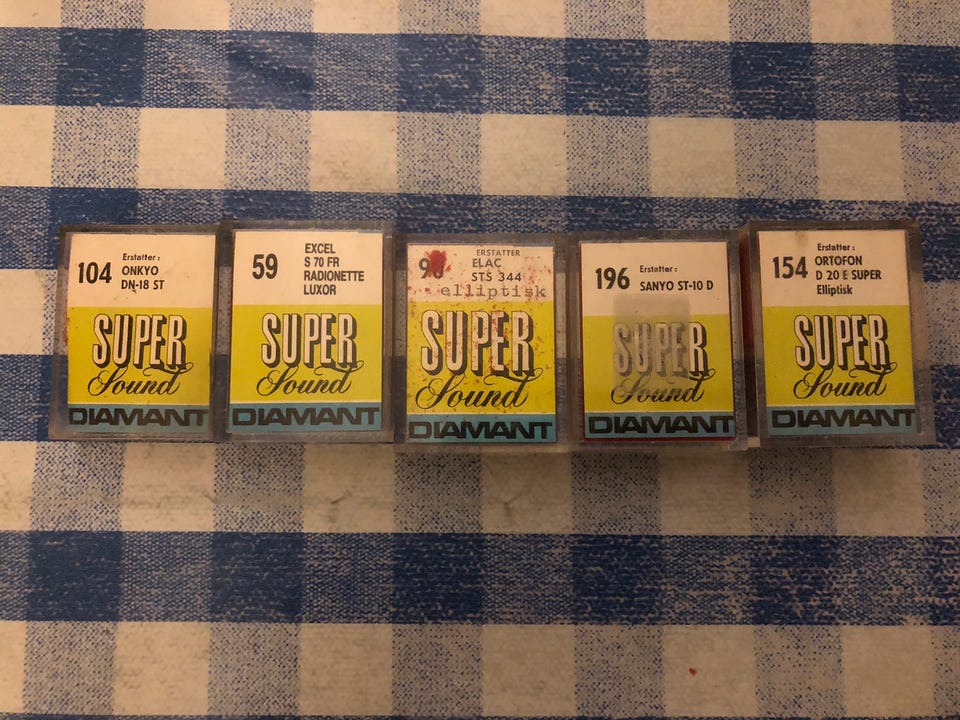 104
Erstatter :
ONKYO
DN-18 ST
SUPER
Sound
DIAMANT
59
EXCEL
S 70 FR
RADIONETTE
LUXOR
SUPER
Sound
DIAMANT
ERSTATTER
ELAC
STS 344
elliptisk
SUPER
Sound
DIAMANT
196
Erstatter :
SANYO ST-10 D
SUPER
Sound
DIAMANT
154
Erstatter :
ORTOFON
D 20 E SUPER
Elliptisk
SUPER
Sound
DIAMANT